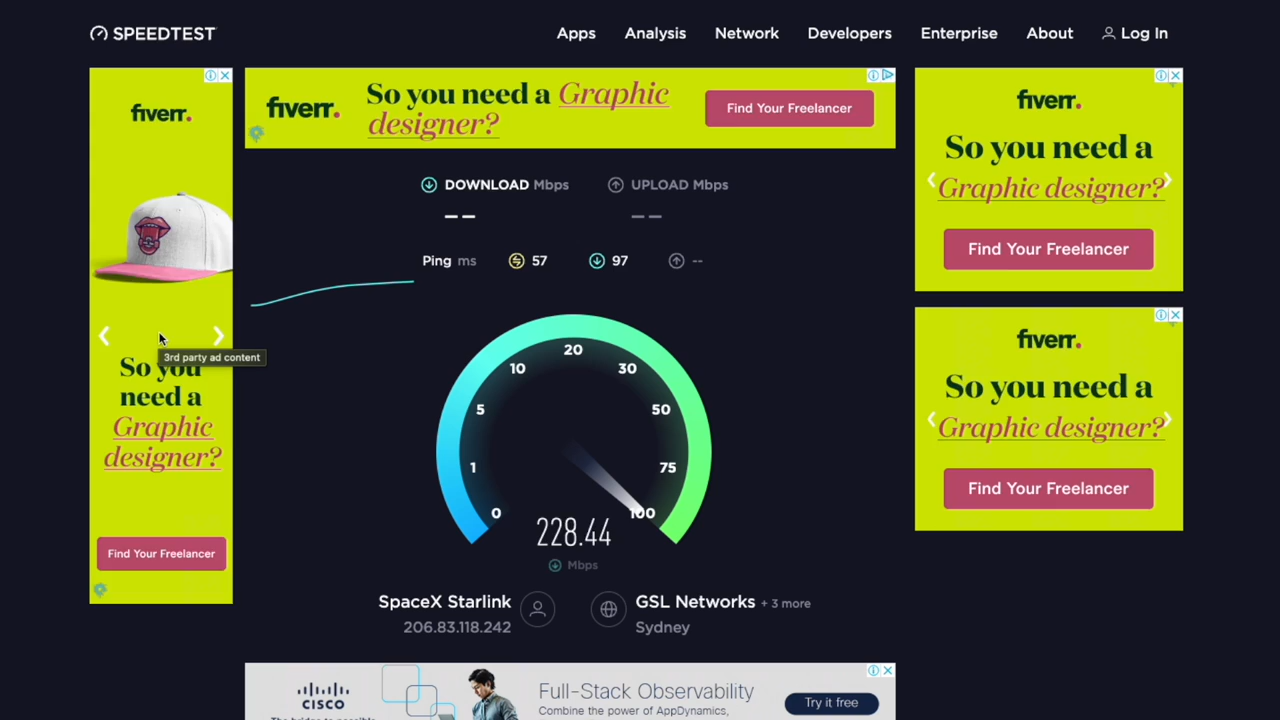 SPEEDTEST
Apps Analysis Network Developers Enterprise About Log In
fiverr.
So you
need a
Graphic
designer?
Find Your Freelancer
3rd party ad content
fiverr.
So you need a Graphic
designer?
Find Your Freelancer
DOWNLOAD Mbps UPLOAD Mbps
— — — —
Ping ms 57 97 --
0
1
5
10
20
30
50
75
100
228.44
Mbps
SpaceX Starlink
206.83.118.242
GSL Networks + 3 more
Sydney
fiverr.
So you need a
Graphic designer?
Find Your Freelancer
fiverr.
So you need a
Graphic designer?
Find Your Freelancer
CISCO
The bridge to possible
Full-Stack Observability
Combine the power of AppDynamics,
Try it free